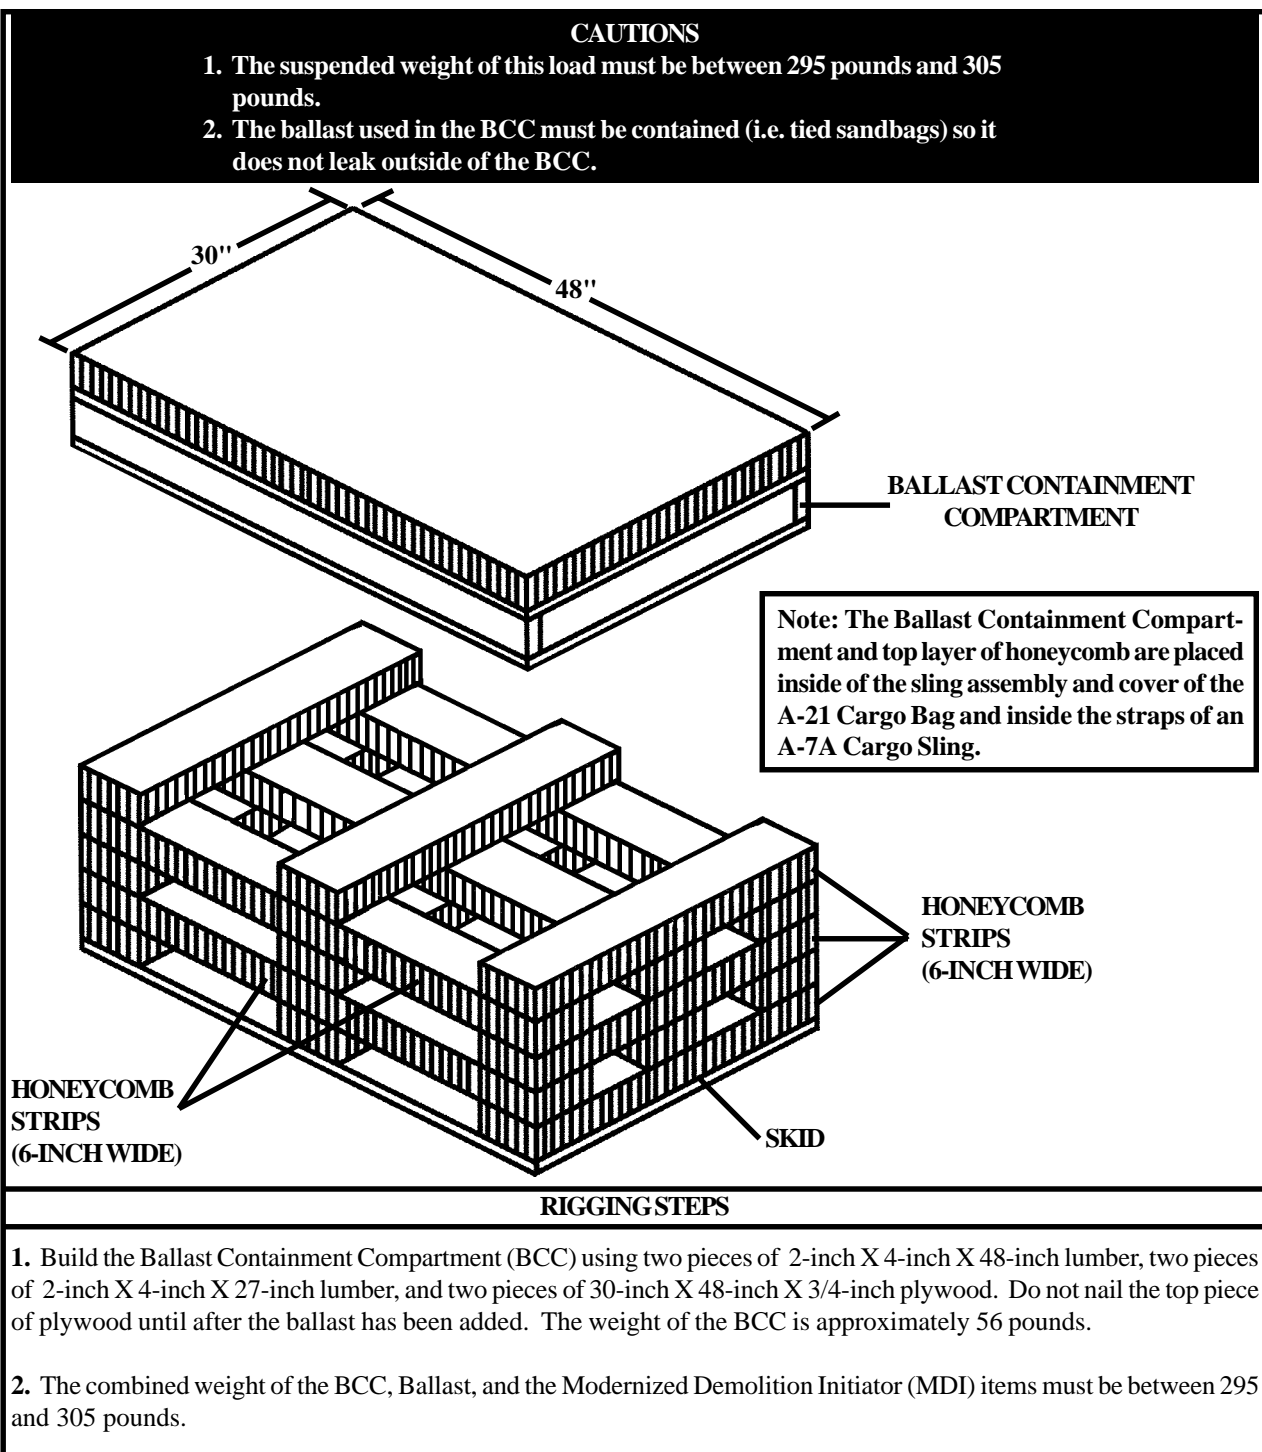 CAUTIONS
1. The suspended weight of this load must be between 295 pounds and 305
pounds.
2. The ballast used in the BCC must be contained (i.e. tied sandbags) so it
does not leak outside of the BCC.
30"
48"
BALLAST CONTAINMENT
COMPARTMENT
Note: The Ballast Containment Compart-
ment and top layer of honeycomb are placed
inside of the sling assembly and cover of the
A-21 Cargo Bag and inside the straps of an
A-7A Cargo Sling.
HONEYCOMB
STRIPS
(6-INCH WIDE)
HONEYCOMB
STRIPS
(6-INCH WIDE)
SKID
RIGGING STEPS
1. Build the Ballast Containment Compartment (BCC) using two pieces of 2-inch X 4-inch X 48-inch lumber, two pieces
of 2-inch X 4-inch X 27-inch lumber, and two pieces of 30-inch X 48-inch X 3/4-inch plywood. Do not nail the top piece
of plywood until after the ballast has been added. The weight of the BCC is approximately 56 pounds.
2. The combined weight of the BCC, Ballast, and the Modernized Demolition Initiator (MDI) items must be between 295
and 305 pounds.